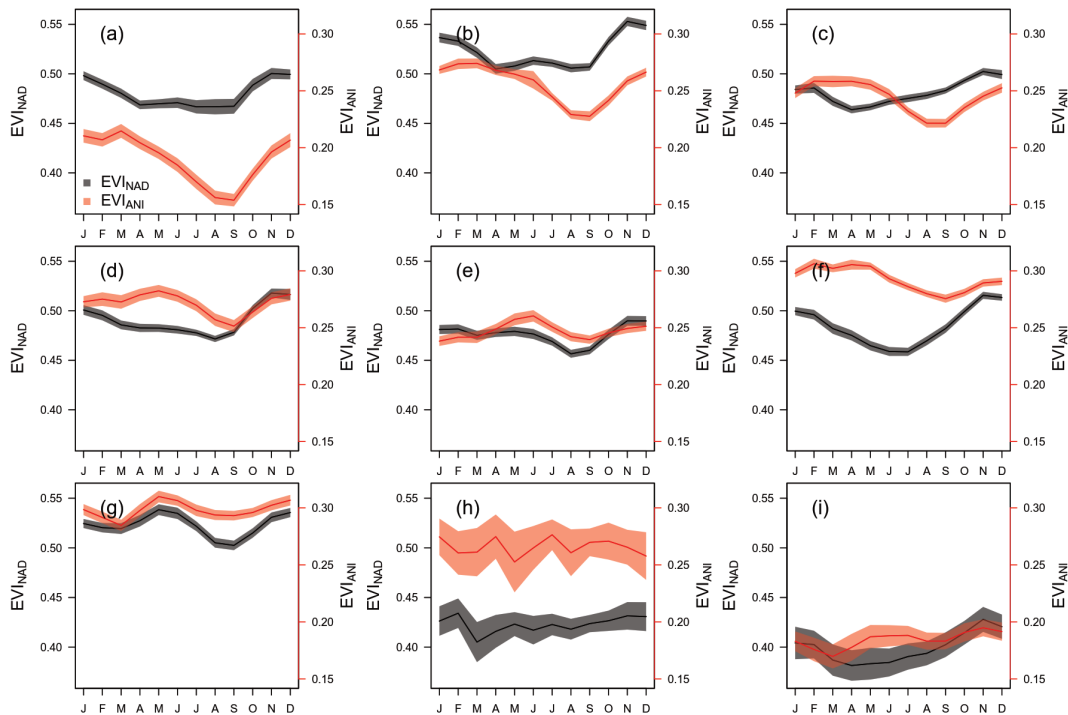 (a) (b) (c)
0.55 0.50 0.45 0.40 EVINAD
0.30 0.25 0.20 0.15 EVIANI
EVINAD
EVIANI
J F M A M J J A S O N D
0.55 0.50 0.45 0.40 EVINAD
0.30 0.25 0.20 0.15 EVIANI
J F M A M J J A S O N D
0.55 0.50 0.45 0.40 EVINAD
0.30 0.25 0.20 0.15 EVIANI
J F M A M J J A S O N D
(d) (e) (f)
0.55 0.50 0.45 0.40 EVINAD
0.30 0.25 0.20 0.15 EVIANI
J F M A M J J A S O N D
0.55 0.50 0.45 0.40 EVINAD
0.30 0.25 0.20 0.15 EVIANI
J F M A M J J A S O N D
0.55 0.50 0.45 0.40 EVINAD
0.30 0.25 0.20 0.15 EVIANI
J F M A M J J A S O N D
(g) (h) (i)
0.55 0.50 0.45 0.40 EVINAD
0.30 0.25 0.20 0.15 EVIANI
J F M A M J J A S O N D
0.55 0.50 0.45 0.40 EVINAD
0.30 0.25 0.20 0.15 EVIANI
J F M A M J J A S O N D
0.55 0.50 0.45 0.40 EVINAD
0.30 0.25 0.20 0.15 EVIANI
J F M A M J J A S O N D